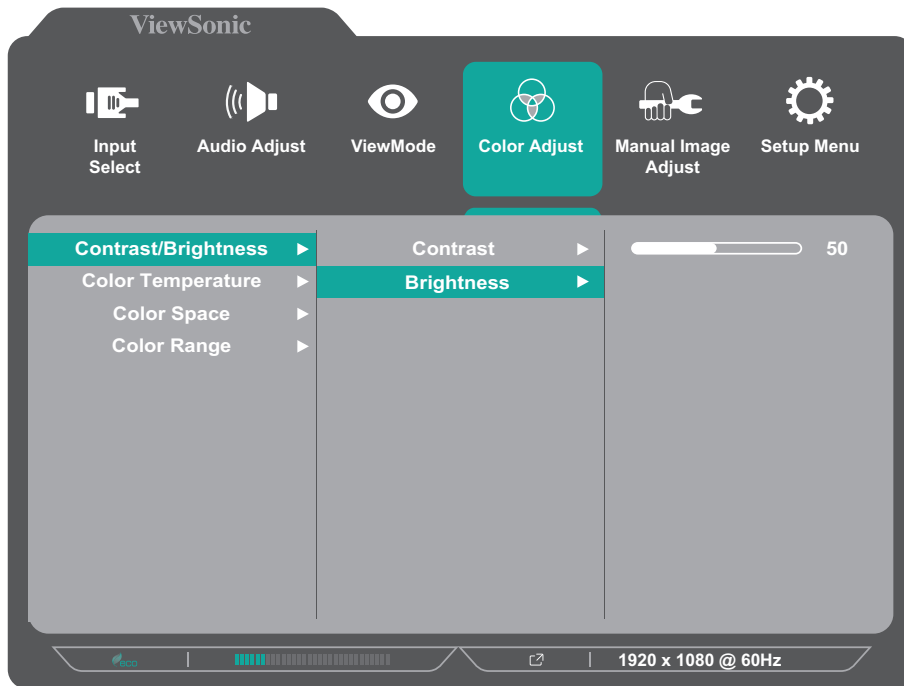 ViewSonic
Input
Select
Audio Adjust
ViewMode
Color Adjust
Manual Image
Adjust
Setup Menu
Contrast/Brightness
Contrast
50
Color Temperature
Brightness
Color Space
Color Range
eco
1920 x 1080 @ 60Hz